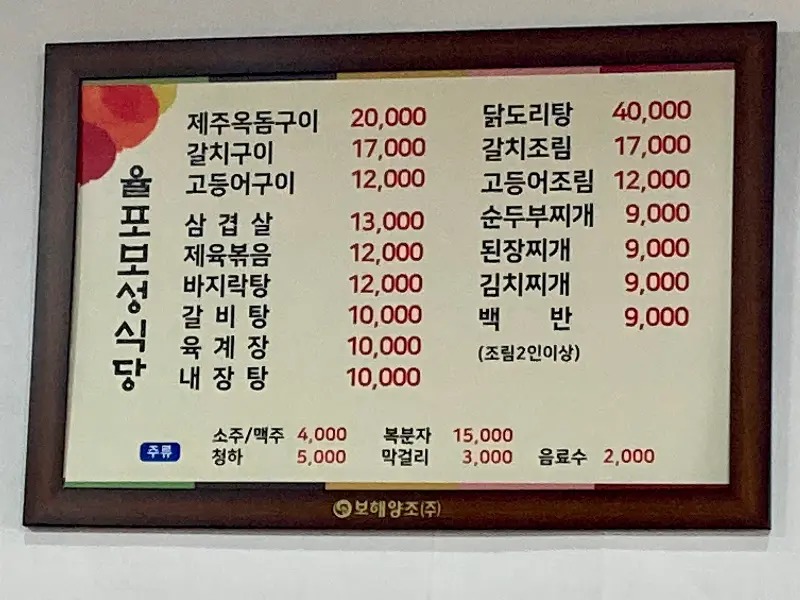 율포모성식당
제주옥돔구이 20,000
갈치구이 17,000
고등어구이 12,000
삼겹살 13,000
제육볶음 12,000
바지락탕 12,000
갈비탕 10,000
육계장 10,000
내장탕 10,000
닭도리탕 40,000
갈치조림 17,000
고등어조림 12,000
순두부찌개 9,000
된장찌개 9,000
김치찌개 9,000
백반 9,000
(조림2인이상)
주류
소주/맥주 4,000 복분자 15,000
청하 5,000 막걸리 3,000 음료수 2,000
보해양조(주)